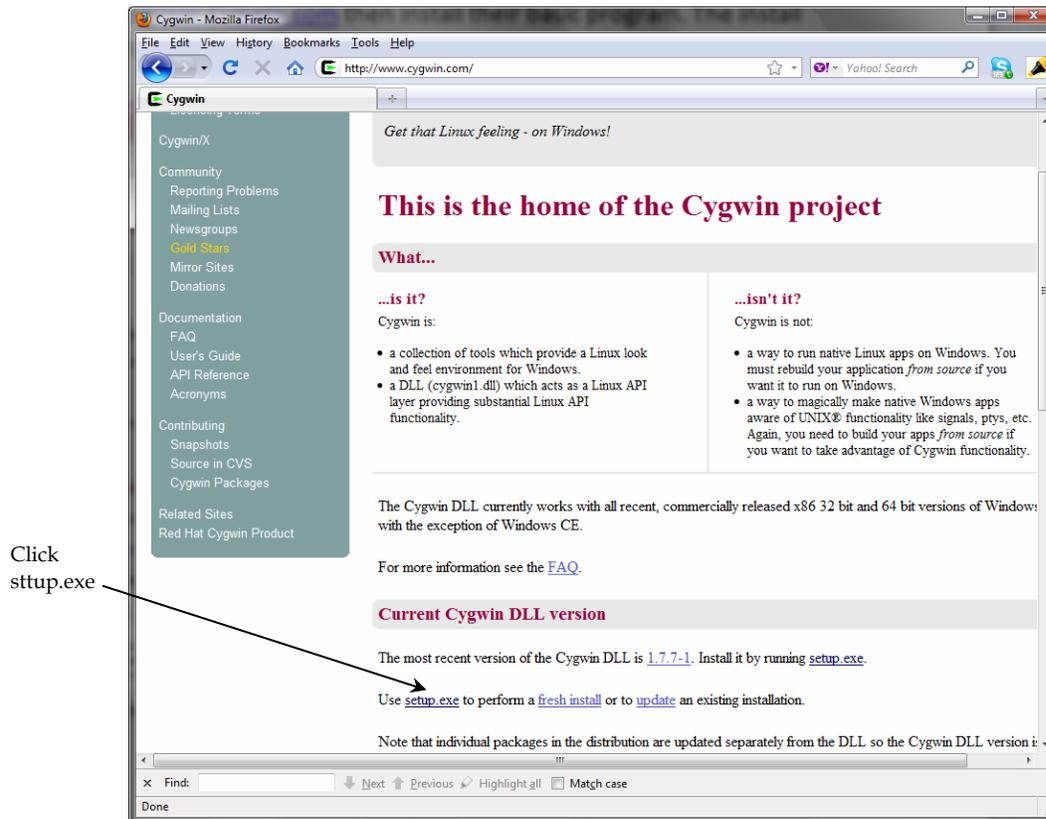 Cygwin - Mozilla Firefox
com then install their Basic program. The install
File Edit View History Bookmarks Tools Help
http://www.cygwin.com/
Yahoo! Search
Cygwin
Licensing Terms
Cygwin/X
Community
Reporting Problems
Mailing Lists
Newsgroups
Gold Stars
Mirror Sites
Donations
Documentation
FAQ
User's Guide
API Reference
Acronyms
Contributing
Snapshots
Source in CVS
Cygwin Packages
Related Sites
Red Hat Cygwin Product
Get that Linux feeling - on Windows!
This is the home of the Cygwin project
What...
...is it?
Cygwin is:
• a collection of tools which provide a Linux look
and feel environment for Windows.
• a DLL (cygwin1.dll) which acts as a Linux API
layer providing substantial Linux API
functionality.
...isn't it?
Cygwin is not:
• a way to run native Linux apps on Windows. You
must rebuild your application from source if you
want it to run on Windows.
• a way to magically make native Windows apps
aware of UNIX® functionality like signals, ptys, etc.
Again, you need to build your apps from source if
you want to take advantage of Cygwin functionality.
The Cygwin DLL currently works with all recent, commercially released x86 32 bit and 64 bit versions of Windows
with the exception of Windows CE.
For more information see the FAQ.
Current Cygwin DLL version
The most recent version of the Cygwin DLL is 1.7.7-1. Install it by running setup.exe.
Use setup.exe to perform a fresh install or to update an existing installation.
Note that individual packages in the distribution are updated separately from the DLL so the Cygwin DLL version i
Click
sttup.exe
× Find:
Next Previous Highlight all Match case
Done